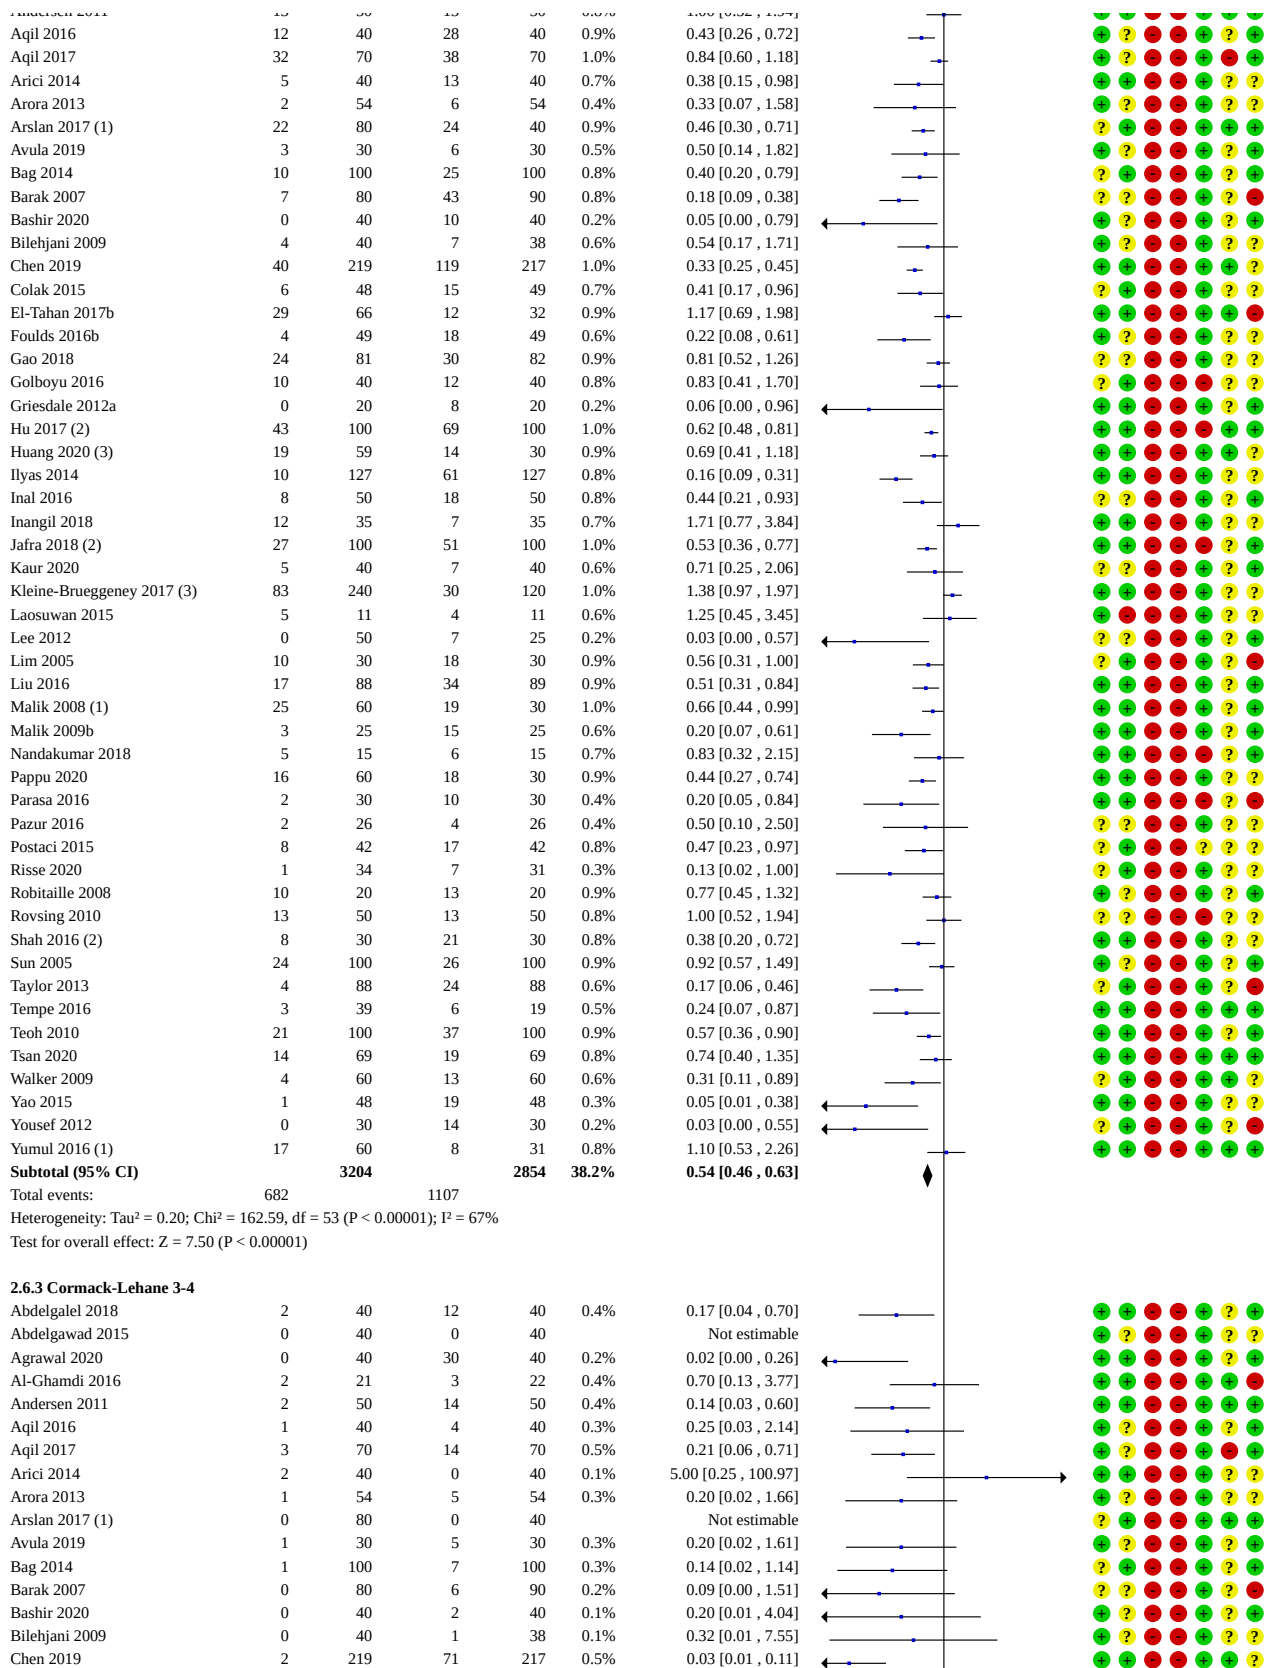 Andersen 2011 13 50 13 50 0.8% 1.00 [0.52 , 1.94] + + - - + + +
Aqil 2016 12 40 28 40 0.9% 0.43 [0.26 , 0.72] + ? - - + ? +
Aqil 2017 32 70 38 70 1.0% 0.84 [0.60 , 1.18] + ? - - + - +
Arici 2014 5 40 13 40 0.7% 0.38 [0.15 , 0.98] + + - - + ? ?
Arora 2013 2 54 6 54 0.4% 0.33 [0.07 , 1.58] + ? - - + ? ?
Arslan 2017 (1) 22 80 24 40 0.9% 0.46 [0.30 , 0.71] ? + - - + + +
Avula 2019 3 30 6 30 0.5% 0.50 [0.14 , 1.82] + ? - - + ? +
Bag 2014 10 100 25 100 0.8% 0.40 [0.20 , 0.79] ? + - - + ? +
Barak 2007 7 80 43 90 0.8% 0.18 [0.09 , 0.38] ? ? - - + ? -
Bashir 2020 0 40 10 40 0.2% 0.05 [0.00 , 0.79] + ? - - + ? +
Bilehjani 2009 4 40 7 38 0.6% 0.54 [0.17 , 1.71] + ? - - + ? ?
Chen 2019 40 219 119 217 1.0% 0.33 [0.25 , 0.45] + + - - + + ?
Colak 2015 6 48 15 49 0.7% 0.41 [0.17 , 0.96] ? + - - + ? ?
El-Tahan 2017b 29 66 12 32 0.9% 1.17 [0.69 , 1.98] + + - - + + -
Foulds 2016b 4 49 18 49 0.6% 0.22 [0.08 , 0.61] + ? - - + ? ?
Gao 2018 24 81 30 82 0.9% 0.81 [0.52 , 1.26] ? ? - - + ? ?
Golboyu 2016 10 40 12 40 0.8% 0.83 [0.41 , 1.70] ? + - - - ? ?
Griesdale 2012a 0 20 8 20 0.2% 0.06 [0.00 , 0.96] + + - - + ? +
Hu 2017 (2) 43 100 69 100 1.0% 0.62 [0.48 , 0.81] + + - - - + +
Huang 2020 (3) 19 59 14 30 0.9% 0.69 [0.41 , 1.18] + + - - + + ?
Ilyas 2014 10 127 61 127 0.8% 0.16 [0.09 , 0.31] + + - - + ? ?
Inal 2016 8 50 18 50 0.8% 0.44 [0.21 , 0.93] ? ? - - + ? +
Inangil 2018 12 35 7 35 0.7% 1.71 [0.77 , 3.84] + + - - + ? ?
Jafra 2018 (2) 27 100 51 100 1.0% 0.53 [0.36 , 0.77] + + - - - ? +
Kaur 2020 5 40 7 40 0.6% 0.71 [0.25 , 2.06] ? ? - - + ? +
Kleine-Brueggeney 2017 (3) 83 240 30 120 1.0% 1.38 [0.97 , 1.97] + + - - + ? ?
Laosuwan 2015 5 11 4 11 0.6% 1.25 [0.45 , 3.45] + - - - + ? ?
Lee 2012 0 50 7 25 0.2% 0.03 [0.00 , 0.57] ? ? - - + ? +
Lim 2005 10 30 18 30 0.9% 0.56 [0.31 , 1.00] ? + - - + ? -
Liu 2016 17 88 34 89 0.9% 0.51 [0.31 , 0.84] + + - - + ? +
Malik 2008 (1) 25 60 19 30 1.0% 0.66 [0.44 , 0.99] + + - - + ? +
Malik 2009b 3 25 15 25 0.6% 0.20 [0.07 , 0.61] + + - - + ? +
Nandakumar 2018 5 15 6 15 0.7% 0.83 [0.32 , 2.15] + + - - - ? +
Pappu 2020 16 60 18 30 0.9% 0.44 [0.27 , 0.74] + + - - + ? ?
Parasa 2016 2 30 10 30 0.4% 0.20 [0.05 , 0.84] + + - - - ? -
Pazur 2016 2 26 4 26 0.4% 0.50 [0.10 , 2.50] ? ? - - + ? ?
Postaci 2015 8 42 17 42 0.7% 0.47 [0.23 , 0.97] ? + - - ? ? ?
Risse 2020 1 34 7 31 0.3% 0.13 [0.02 , 1.00] ? + - - + ? ?
Robitaille 2008 10 20 13 20 0.9% 0.77 [0.45 , 1.32] + ? - - + ? +
Rovsing 2010 13 50 13 50 0.8% 1.00 [0.52 , 1.94] ? ? - - - ? ?
Shah 2016 (2) 8 30 21 30 0.8% 0.38 [0.20 , 0.72] + + - - + ? ?
Sun 2005 24 100 26 100 0.9% 0.92 [0.57 , 1.49] + ? - - + ? +
Taylor 2013 4 88 24 88 0.6% 0.17 [0.06 , 0.46] ? + - - + ? -
Tempe 2016 3 39 6 19 0.5% 0.24 [0.07 , 0.87] + + - - + + +
Teoh 2010 21 100 37 100 0.9% 0.57 [0.36 , 0.90] + + - - + ? +
Tsan 2020 14 69 19 69 0.8% 0.74 [0.40 , 1.35] + + - - + + +
Walker 2009 4 60 13 60 0.6% 0.31 [0.11 , 0.89] ? + - - + + ?
Yao 2015 1 48 19 48 0.3% 0.05 [0.01 , 0.38] + + - - + ? ?
Yousef 2012 0 30 14 30 0.2% 0.03 [0.00 , 0.55] ? + - - + ? -
Yumul 2016 (1) 17 60 8 31 0.8% 1.10 [0.53 , 2.26] + + - - + + +
Subtotal (95% CI) 3204 2854 38.2% 0.54 [0.46 , 0.63]
Total events: 682 1107
Heterogeneity: Tau² = 0.20; Chi² = 162.59, df = 53 (P < 0.00001); I² = 67%
Test for overall effect: Z = 7.50 (P < 0.00001)
2.6.3 Cormack-Lehane 3-4
Abdelgalel 2018 2 40 12 40 0.4% 0.17 [0.04 , 0.70] + + - - + ? +
Abdelgawad 2015 0 40 0 40 Not estimable + ? - - + ? ?
Agrawal 2020 0 40 30 40 0.2% 0.02 [0.00 , 0.26] + + - - + ? +
Al-Ghamdi 2016 2 21 3 22 0.4% 0.70 [0.13 , 3.77] + + - - + + -
Andersen 2011 2 50 14 50 0.4% 0.14 [0.03 , 0.60] + + - - + + +
Aqil 2016 1 40 4 40 0.3% 0.25 [0.03 , 2.14] + ? - - + ? +
Aqil 2017 3 70 14 70 0.5% 0.21 [0.06 , 0.71] + ? - - + - +
Arici 2014 2 40 0 40 0.1% 5.00 [0.25 , 100.97] + + - - + ? ?
Arora 2013 1 54 5 54 0.3% 0.20 [0.02 , 1.66] + ? - - + ? ?
Arslan 2017 (1) 0 80 0 40 Not estimable ? + - - + + +
Avula 2019 1 30 5 30 0.3% 0.20 [0.02 , 1.61] + ? - - + ? +
Bag 2014 1 100 7 100 0.3% 0.14 [0.02 , 1.14] ? + - - + ? +
Barak 2007 0 80 6 90 0.2% 0.09 [0.00 , 1.51] ? ? - - + ? -
Bashir 2020 0 40 2 40 0.1% 0.20 [0.01 , 4.04] + ? - - + ? +
Bilehjani 2009 0 40 1 38 0.1% 0.32 [0.01 , 7.55] + ? - - + ? ?
Chen 2019 2 219 71 217 0.5% 0.03 [0.01 , 0.11] + + - - + + ?